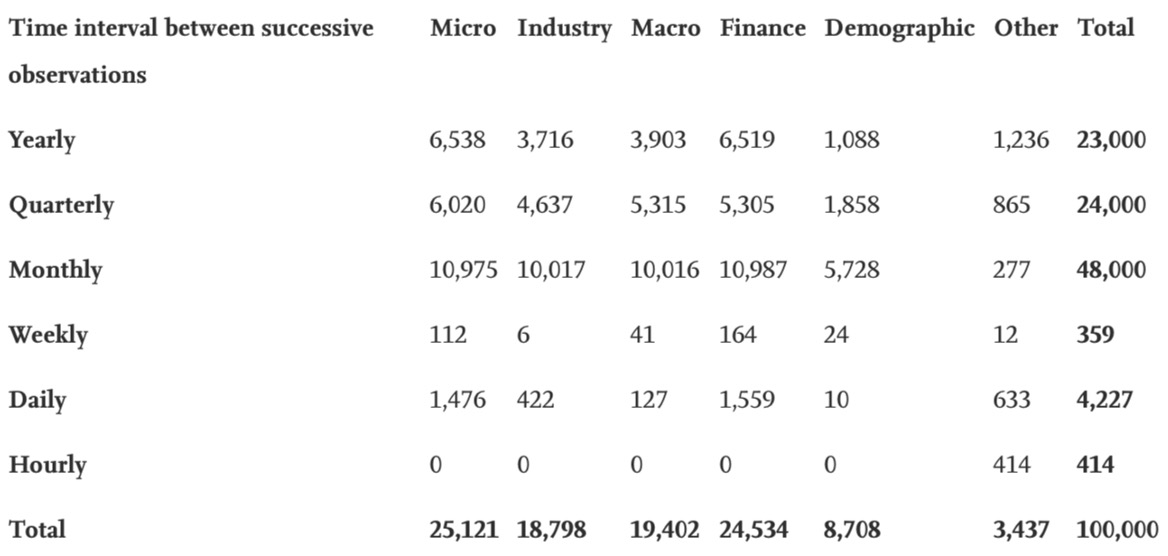 Time interval between successive observations Micro Industry Macro Finance Demographic Other Total
Yearly 6,538 3,716 3,903 6,519 1,088 1,236 23,000
Quarterly 6,020 4,637 5,315 5,305 1,858 865 24,000
Monthly 10,975 10,017 10,016 10,987 5,728 277 48,000
Weekly 112 6 41 164 24 12 359
Daily 1,476 422 127 1,559 10 633 4,227
Hourly 0 0 0 0 0 414 414
Total 25,121 18,798 19,402 24,534 8,708 3,437 100,000